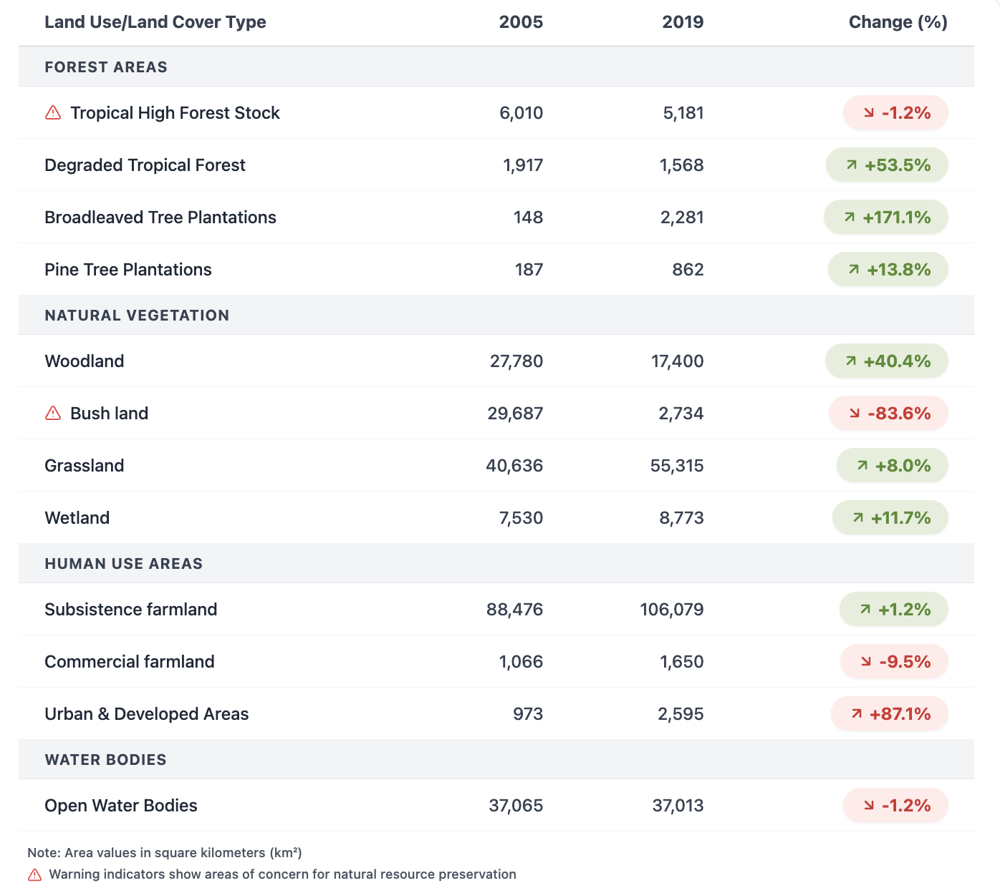 Land Use/Land Cover Type 2005 2019 Change (%)
FOREST AREAS
Tropical High Forest Stock 6,010 5,181 -1.2%
Degraded Tropical Forest 1,917 1,568 +53.5%
Broadleaved Tree Plantations 148 2,281 +171.1%
Pine Tree Plantations 187 862 +13.8%
NATURAL VEGETATION
Woodland 27,780 17,400 +40.4%
Bush land 29,687 2,734 -83.6%
Grassland 40,636 55,315 +8.0%
Wetland 7,530 8,773 +11.7%
HUMAN USE AREAS
Subsistence farmland 88,476 106,079 +1.2%
Commercial farmland 1,066 1,650 -9.5%
Urban & Developed Areas 973 2,595 +87.1%
WATER BODIES
Open Water Bodies 37,065 37,013 -1.2%
Note: Area values in square kilometers (km²)
Warning indicators show areas of concern for natural resource preservation